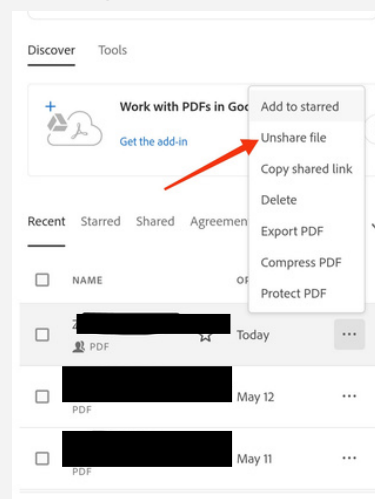 Discover Tools
Work with PDFs in Goo
Get the add-in
Add to starred
Unshare file
Copy shared link
Delete
Export PDF
Compress PDF
Protect PDF
Recent Starred Shared Agreemen
NAME OP
Today
PDF
May 12
PDF
May 11
PDF